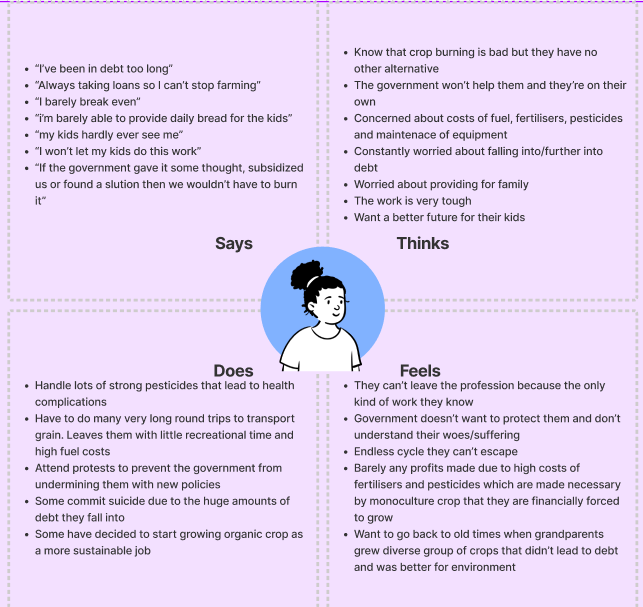 • “I’ve been in debt too long”
• “Always taking loans so I can’t stop farming”
• “I barely break even”
• “i’m barely able to provide daily bread for the kids”
• “my kids hardly ever see me”
• “I won’t let my kids do this work”
• “If the government gave it some thought, subsidized
us or found a slution then we wouldn’t have to burn
it”
Says
• Know that crop burning is bad but they have no
other alternative
• The government won’t help them and they’re on their
own
• Concerned about costs of fuel, fertilisers, pesticides
and maintenace of equipment
• Constantly worried about falling into/further into
debt
• Worried about providing for family
• The work is very tough
• Want a better future for their kids
Thinks
Does
• Handle lots of strong pesticides that lead to health
complications
• Have to do many very long round trips to transport
grain. Leaves them with little recreational time and
high fuel costs
• Attend protests to prevent the government from
undermining them with new policies
• Some commit suicide due to the huge amounts of
debt they fall into
• Some have decided to start growing organic crop as
a more sustainable job
Feels
• They can’t leave the profession because the only
kind of work they know
• Government doesn’t want to protect them and don’t
understand their woes/suffering
• Endless cycle they can’t escape
• Barely any profits made due to high costs of
fertilisers and pesticides which are made necessary
by monoculture crop that they are financially forced
to grow
• Want to go back to old times when grandparents
grew diverse group of crops that didn’t lead to debt
and was better for environment